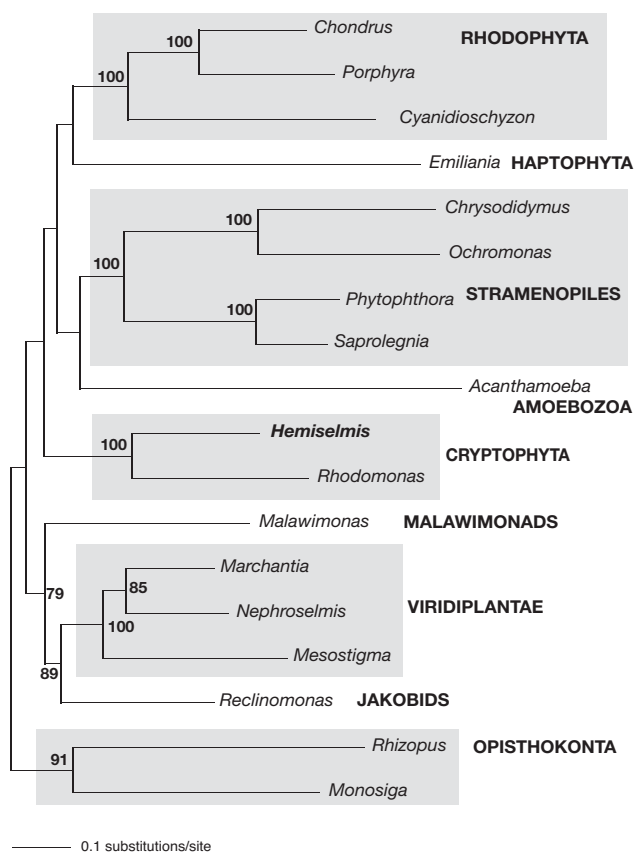 Chondrus
100
RHODOPHYTA
Porphyra
100
Cyanidioschyzon
Emiliania HAPTOPHYTA
Chrysodidymus
100
Ochromonas
100
Phytophthora STRAMENOPILES
100
Saprolegnia
Acanthamoeba
AMOEBOZOA
Hemiselmis
100
CRYPTOPHYTA
Rhodomonas
Malawimonas MALAWIMONADS
Marchantia
85
79
Nephroselmis VIRIDIPLANTAE
100
Mesostigma
89
Reclinomonas JAKOBIDS
Rhizopus OPISTHOKONTA
91
Monosiga
0.1 substitutions/site